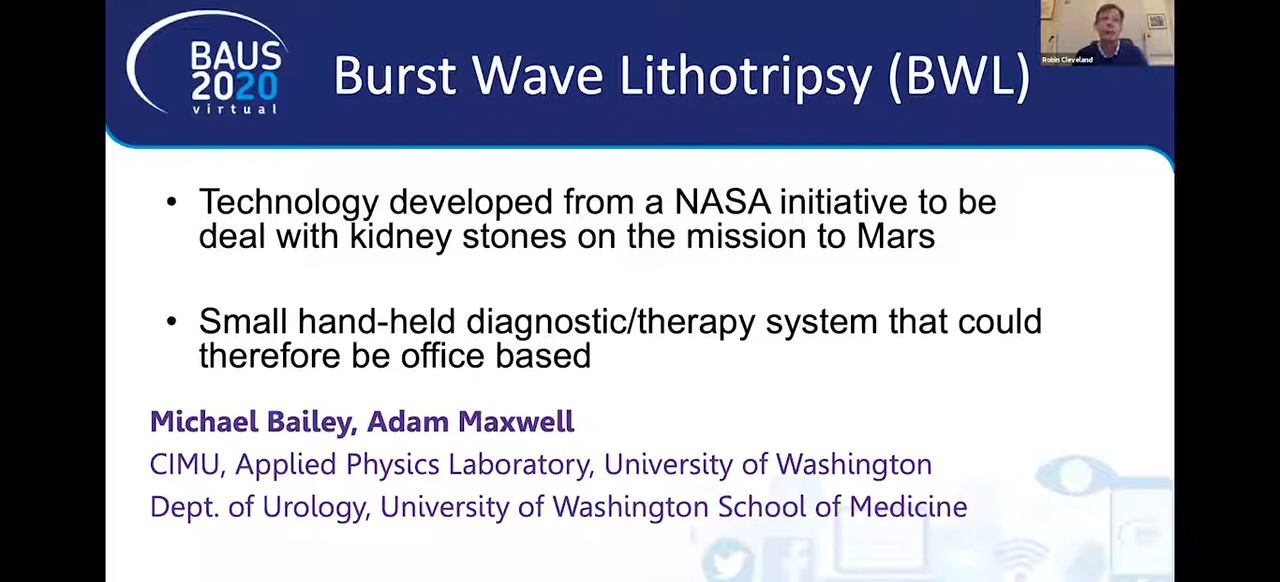 BAUS
2020
virtual
Burst Wave Lithotripsy (BWL)
Robin Cleveland
• Technology developed from a NASA initiative to be
deal with kidney stones on the mission to Mars
• Small hand-held diagnostic/therapy system that could
therefore be office based
Michael Bailey, Adam Maxwell
CIMU, Applied Physics Laboratory, University of Washington
Dept. of Urology, University of Washington School of Medicine